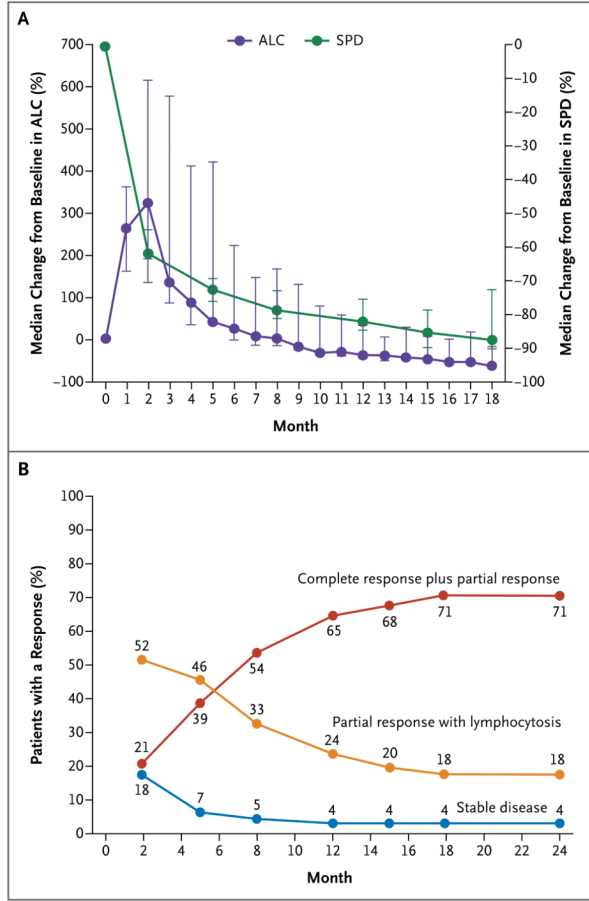 A
ALC SPD
Median Change from Baseline in ALC (%)
700
600
500
400
300
200
100
0
−100
0
−10
−20
−30
−40
−50
−60
−70
−80
−90
−100
Median Change from Baseline in SPD (%)
0 1 2 3 4 5 6 7 8 9 10 11 12 13 14 15 16 17 18
Month
B
Patients with a Response (%)
100
90
80
70
60
50
40
30
20
10
0
Complete response plus partial response
21 39 54 65 68 71 71
Partial response with lymphocytosis
52 46 33 24 20 18 18
Stable disease
18 7 5 4 4 4 4
0 2 4 6 8 10 12 14 16 18 20 22 24
Month